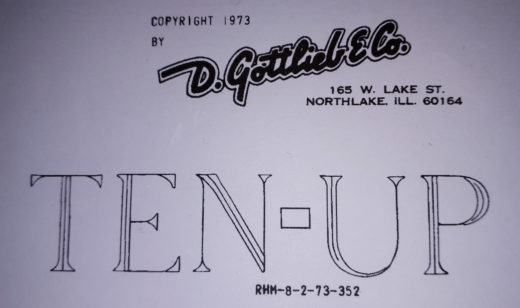 COPYRIGHT 1973
BY
D. Gottlieb & Co.
165 W. LAKE ST.
NORTHLAKE, ILL. 60164
TEN-UP
RHM-8-2-73-352